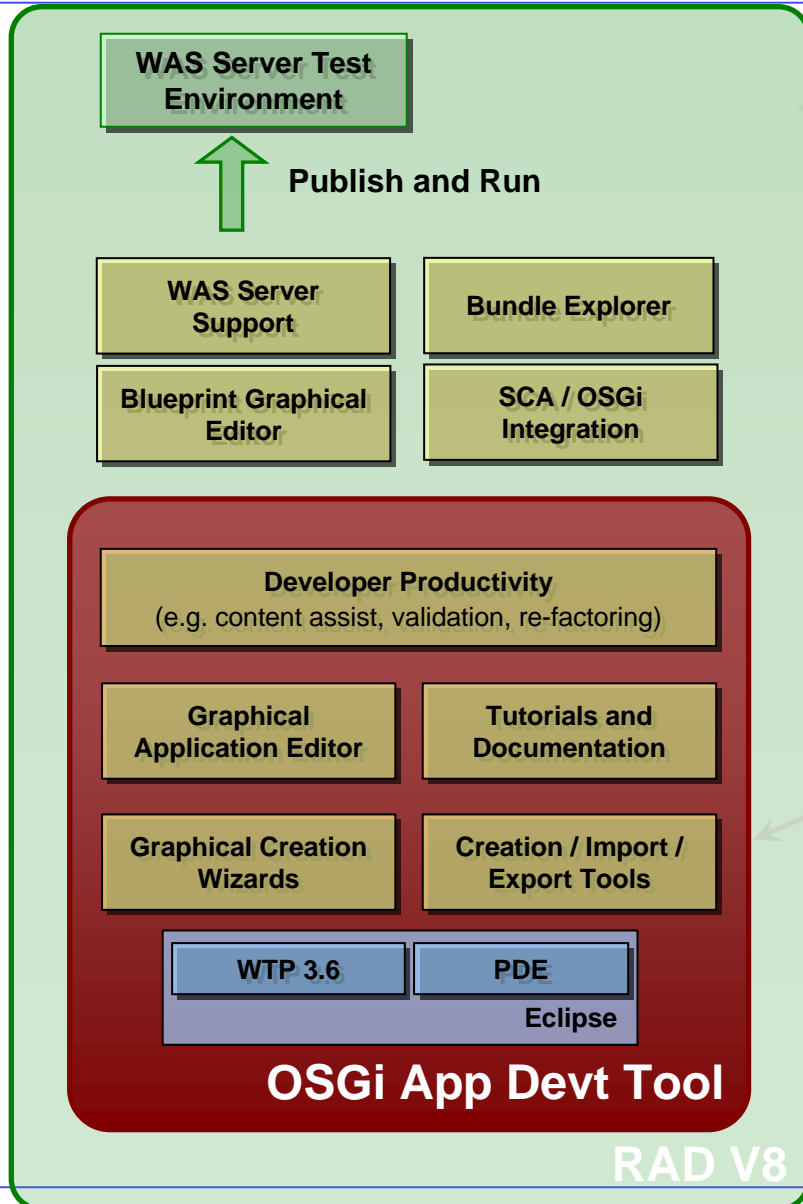 WAS Server Test
Environment
Publish and Run
WAS Server
Support
Bundle Explorer
Blueprint Graphical
Editor
SCA / OSGi
Integration
Developer Productivity
(e.g. content assist, validation, re-factoring)
Graphical
Application Editor
Tutorials and
Documentation
Graphical Creation
Wizards
Creation / Import /
Export Tools
WTP 3.6
PDE
Eclipse
OSGi App Devt Tool
RAD V8